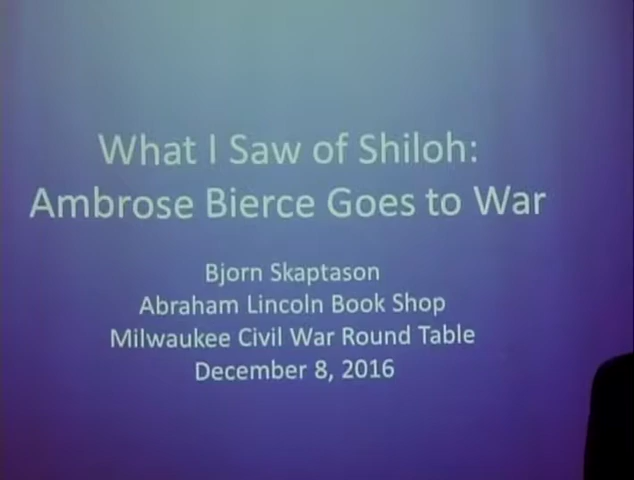 What I Saw of Shiloh:
Ambrose Bierce Goes to War
Bjorn Skaptason
Abraham Lincoln Book Shop
Milwaukee Civil War Round Table
December 8, 2016